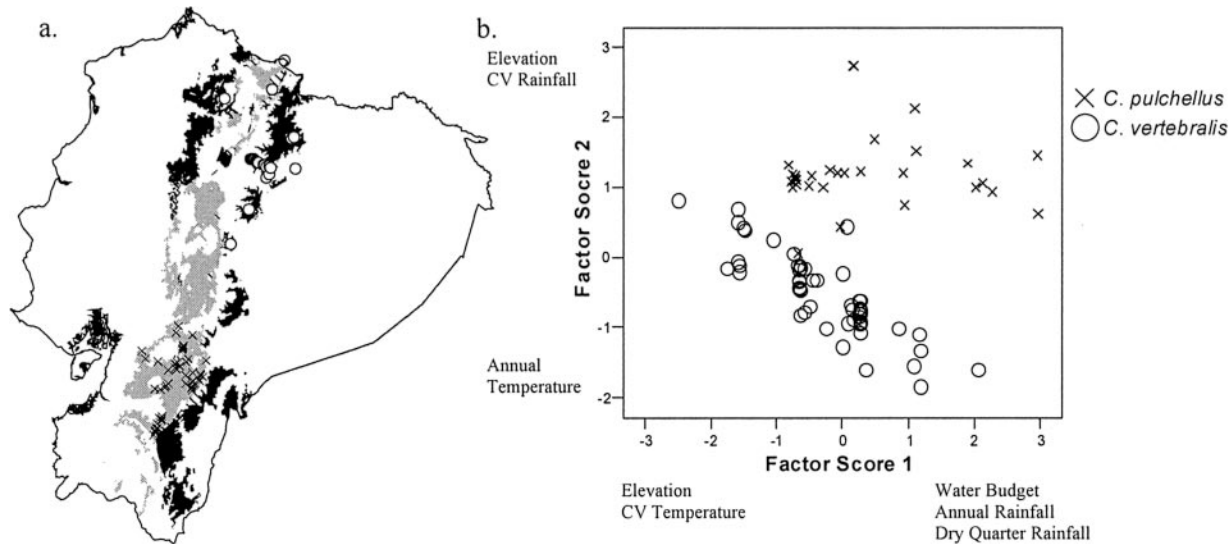 a.
b.
Elevation
CV Rainfall
Annual
Temperature
Factor Socre 2
3
2
1
0
-1
-2
-3
-2
-1
0
1
2
3
Factor Score 1
Elevation
CV Temperature
Water Budget
Annual Rainfall
Dry Quarter Rainfall
C. pulchellus
C. vertebralis